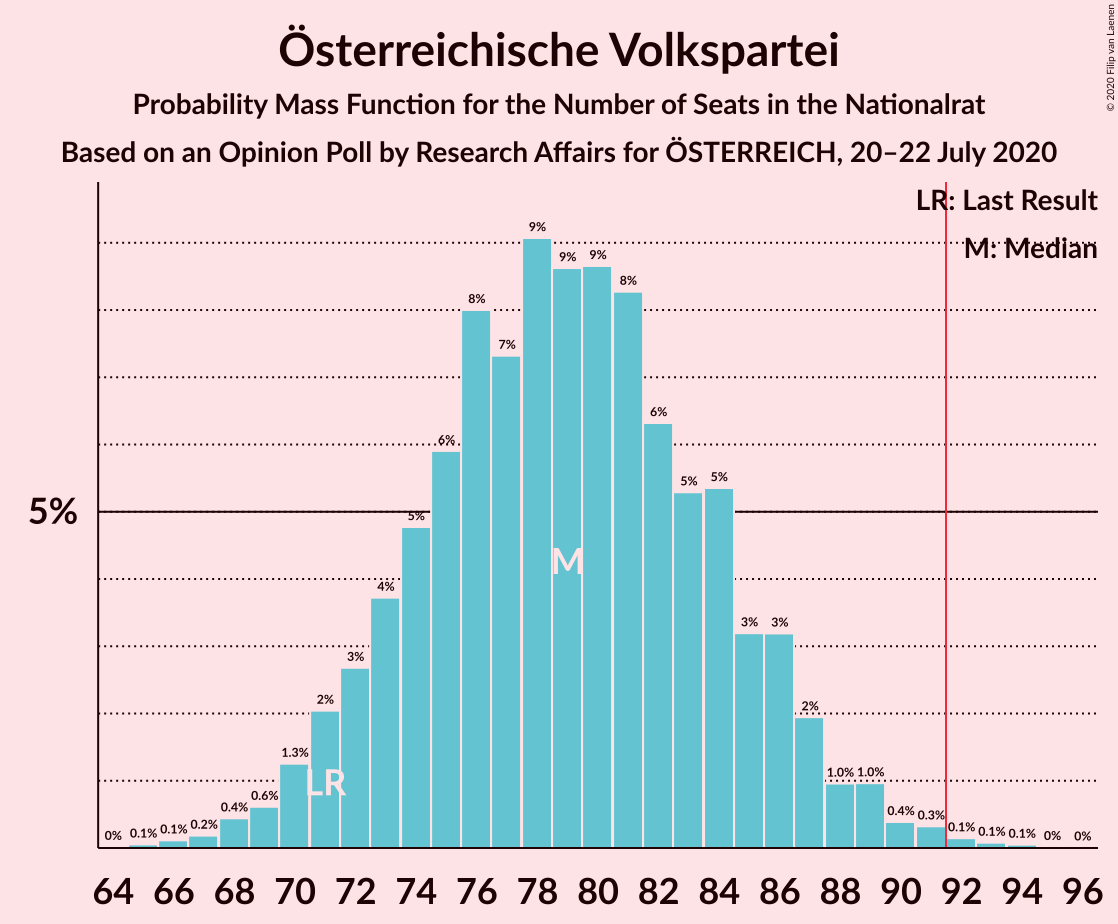 Österreichische Volkspartei
Probability Mass Function for the Number of Seats in the Nationalrat
Based on an Opinion Poll by Research Affairs for ÖSTERREICH, 20–22 July 2020
© 2020 Filip van Laenen
LR: Last Result
M: Median
5%
0% 0.1% 0.1% 0.2% 0.4% 0.6% 1.3% 2% 3% 4% 5% 6% 8% 7% 9% 9% 9% 8% 6% 5% 5% 3% 3% 2% 1.0% 1.0% 0.4% 0.3% 0.1% 0.1% 0.1% 0% 0%
M
LR
64 66 68 70 72 74 76 78 80 82 84 86 88 90 92 94 96